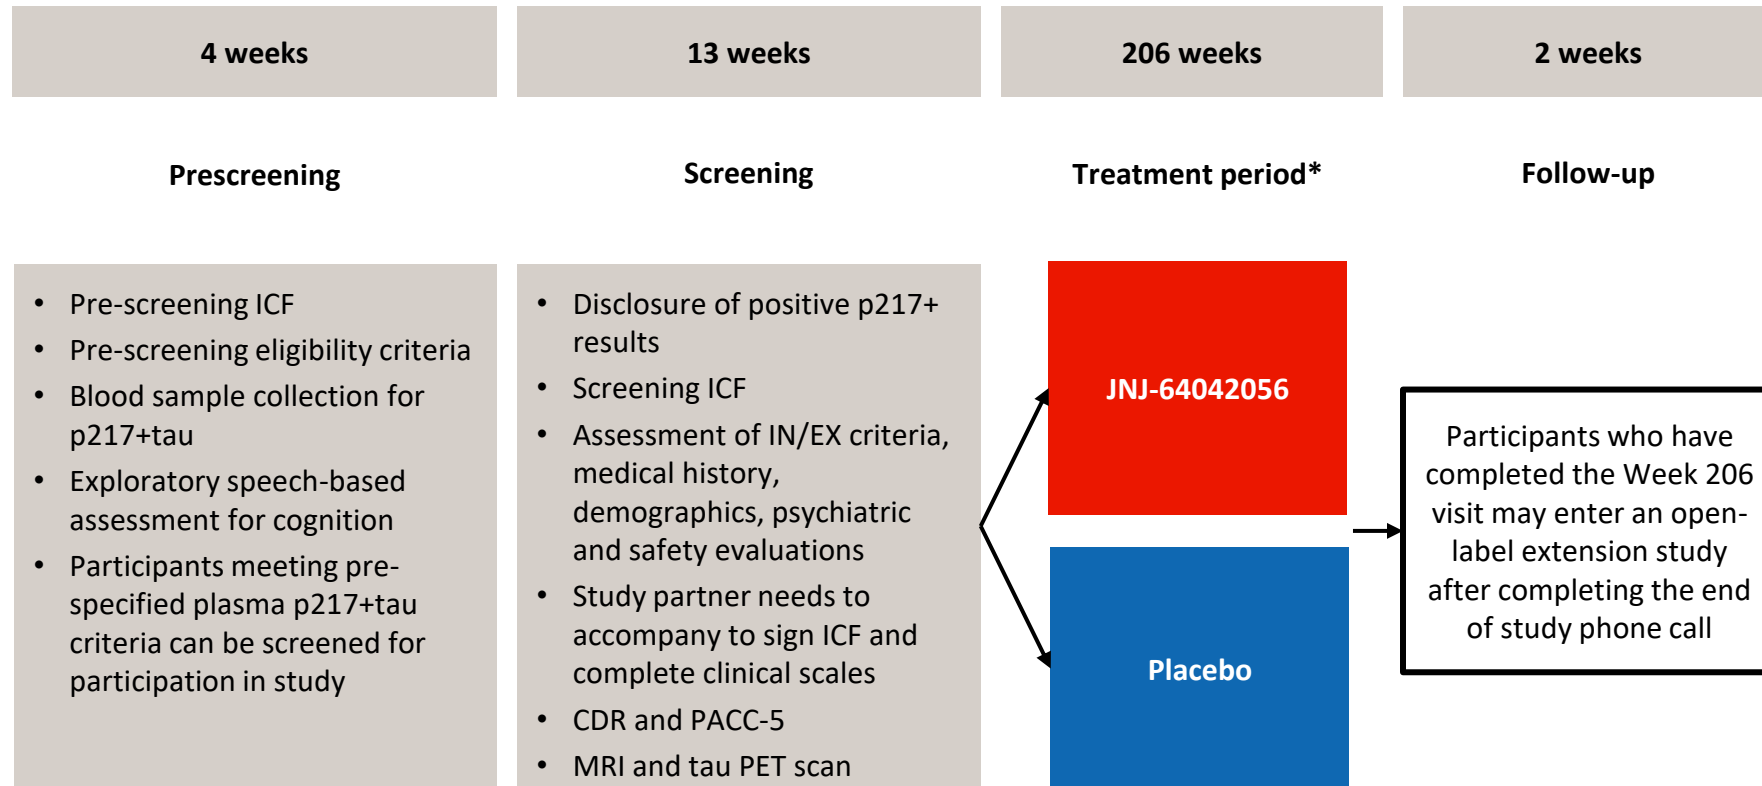 4 weeks
13 weeks
206 weeks
2 weeks
Prescreening
Screening
Treatment period*
Follow-up
• Pre-screening ICF
• Pre-screening eligibility criteria
• Blood sample collection for
p217+tau
• Exploratory speech-based
assessment for cognition
• Participants meeting pre-
specified plasma p217+tau
criteria can be screened for
participation in study
• Disclosure of positive p217+
results
• Screening ICF
• Assessment of IN/EX criteria,
medical history,
demographics, psychiatric
and safety evaluations
• Study partner needs to
accompany to sign ICF and
complete clinical scales
• CDR and PACC-5
• MRI and tau PET scan
JNJ-64042056
Placebo
Participants who have
completed the Week 206
visit may enter an open-
label extension study
after completing the end
of study phone call